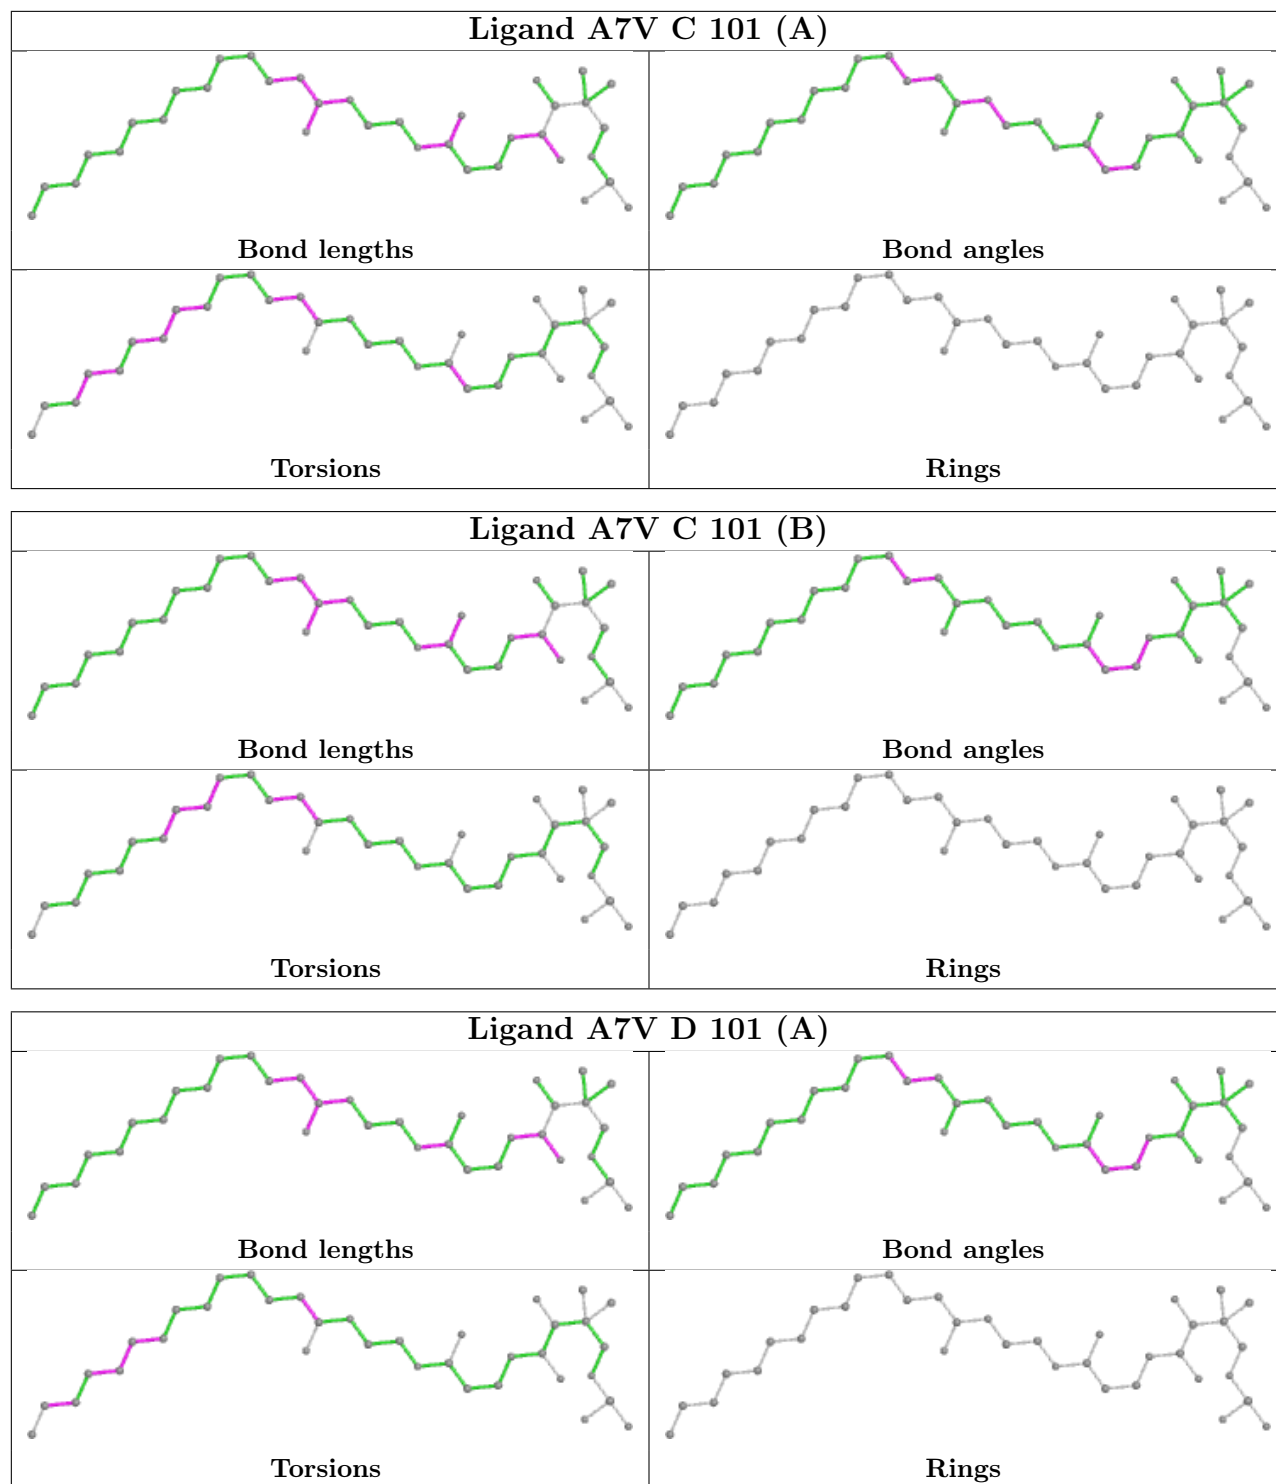 Ligand A7V C 101 (A)
Bond lengths
Bond angles
Torsions
Rings
Ligand A7V C 101 (B)
Bond lengths
Bond angles
Torsions
Rings
Ligand A7V D 101 (A)
Bond lengths
Bond angles
Torsions
Rings